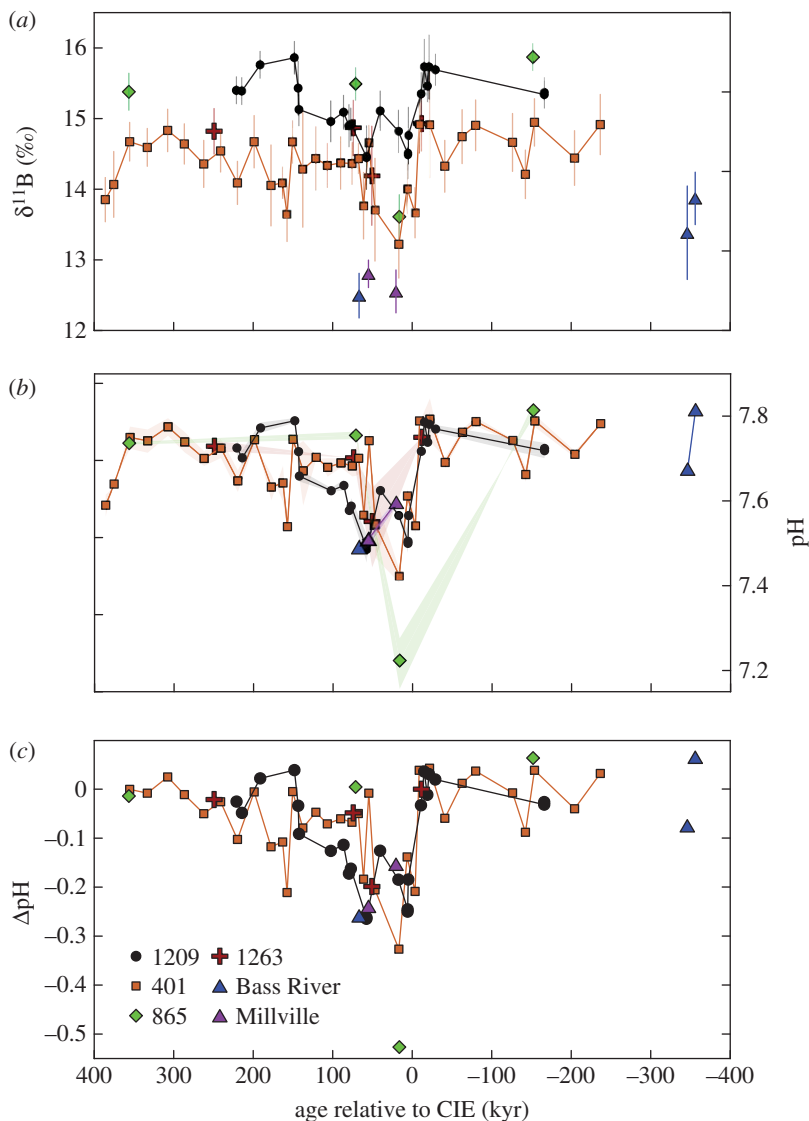 (a)
16
15
14
13
12
δ¹¹B (‰)
(b)
7.8
7.6
7.4
7.2
pH
(c)
0
−0.1
−0.2
−0.3
−0.4
−0.5
ΔpH
1209 1263
401 Bass River
865 Millville
400 300 200 100 0 −100 −200 −300 −400
age relative to CIE (kyr)